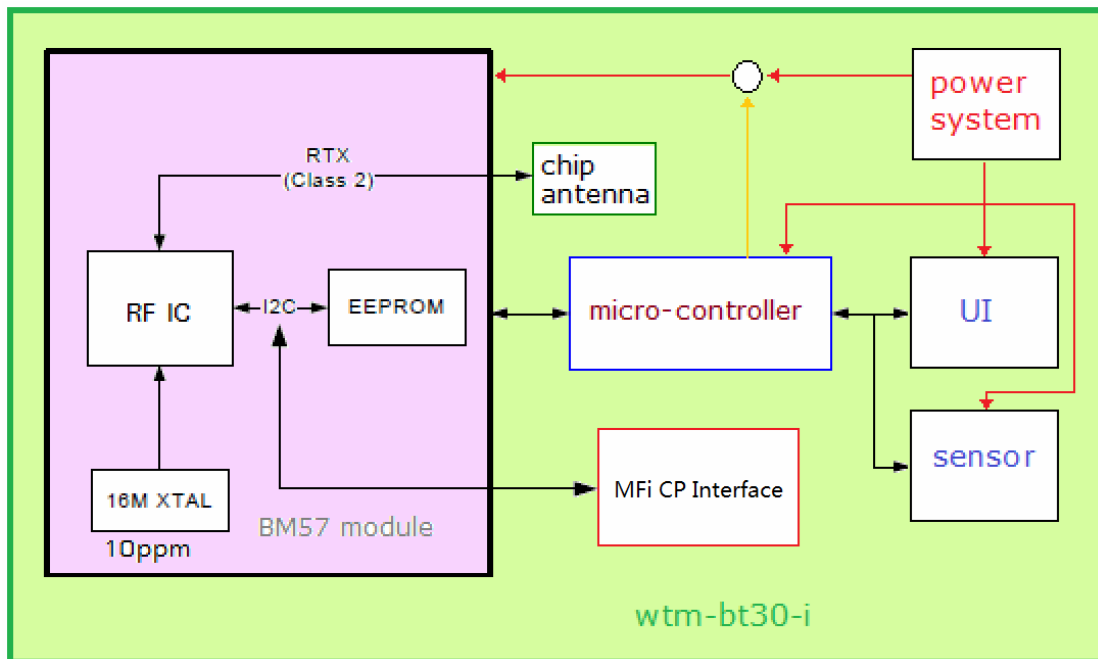 power
system
RTX
(Class 2)
chip
antenna
RF IC
I2C
EEPROM
micro-controller
UI
sensor
16M XTAL
10ppm
BM57 module
MFi CP Interface
wtm-bt30-i